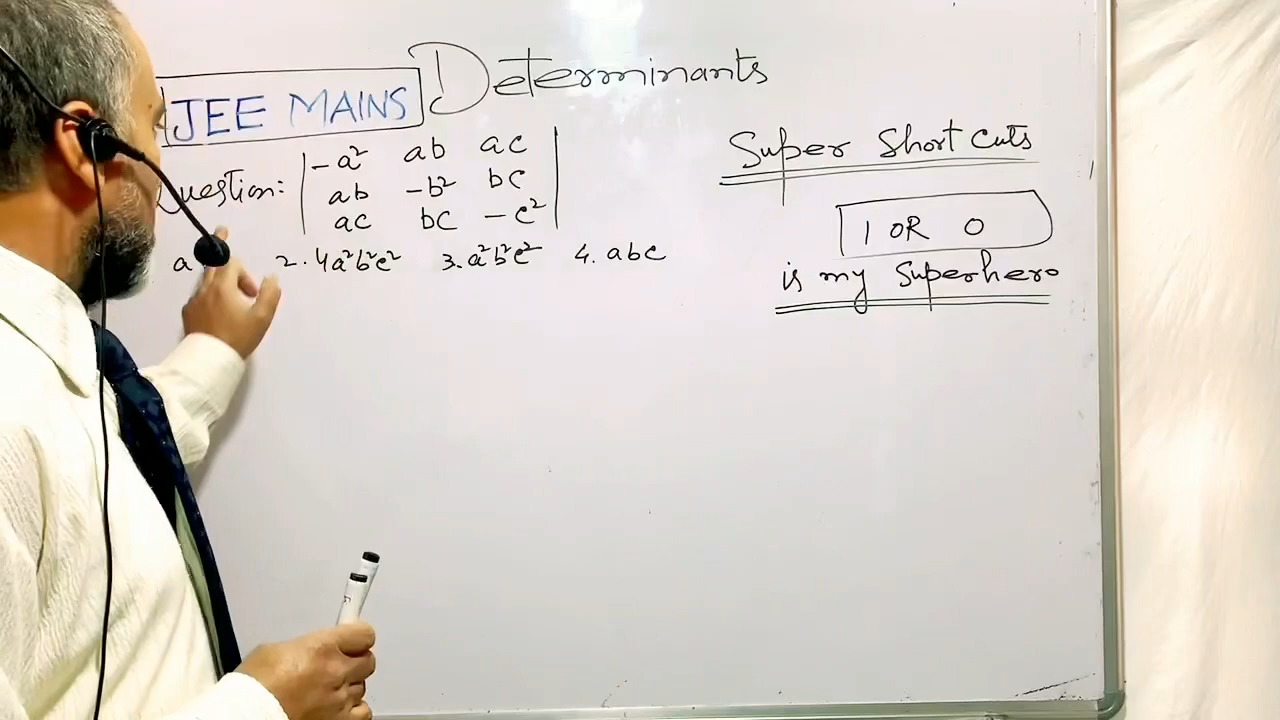 JEE MAINS Determinants
Question: | -a² ab ac |
| ab -b² bc |
| ac bc -c² |
a 2. 4a²b²c² 3. a²b²c² 4. abc
Super Short Cuts
1 OR 0
is my Superhero